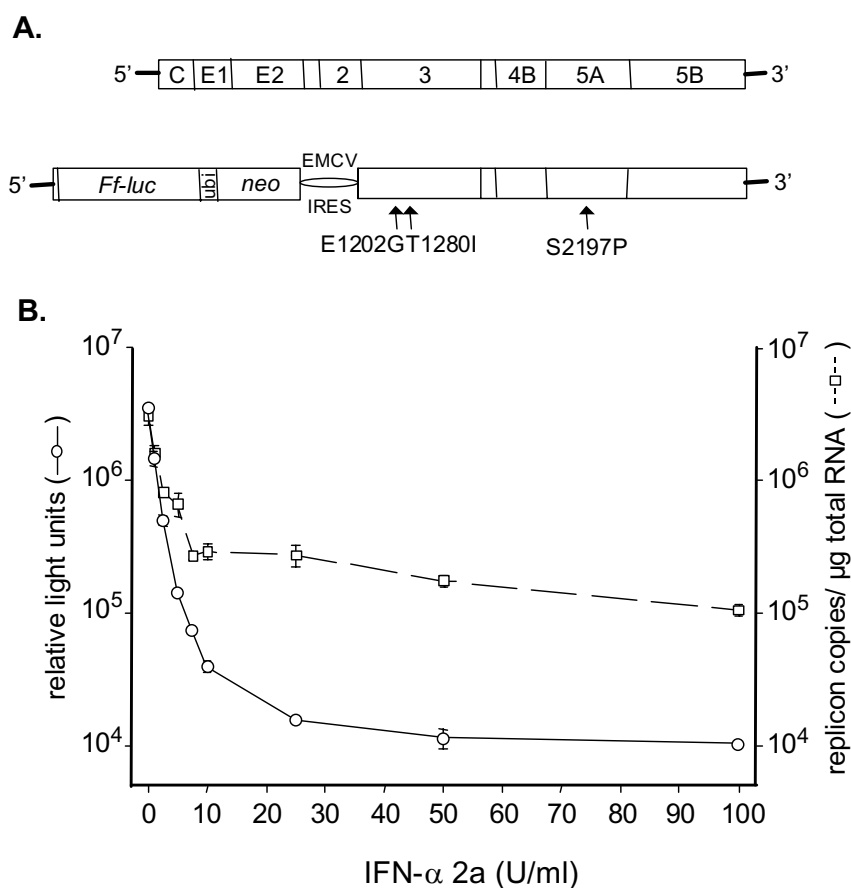 A.
5’ C E1 E2 2 3 4B 5A 5B 3’
EMCV
5’ Ff-luc ubi neo 3’
IRES
E1202GT1280I S2197P
B.
10^7 10^7
10^6 10^6
10^5 10^5
10^4 10^4
relative light units (—○—)
replicon copies/ µg total RNA (--□--)
0 10 20 30 40 50 60 70 80 90 100
IFN-α 2a (U/ml)